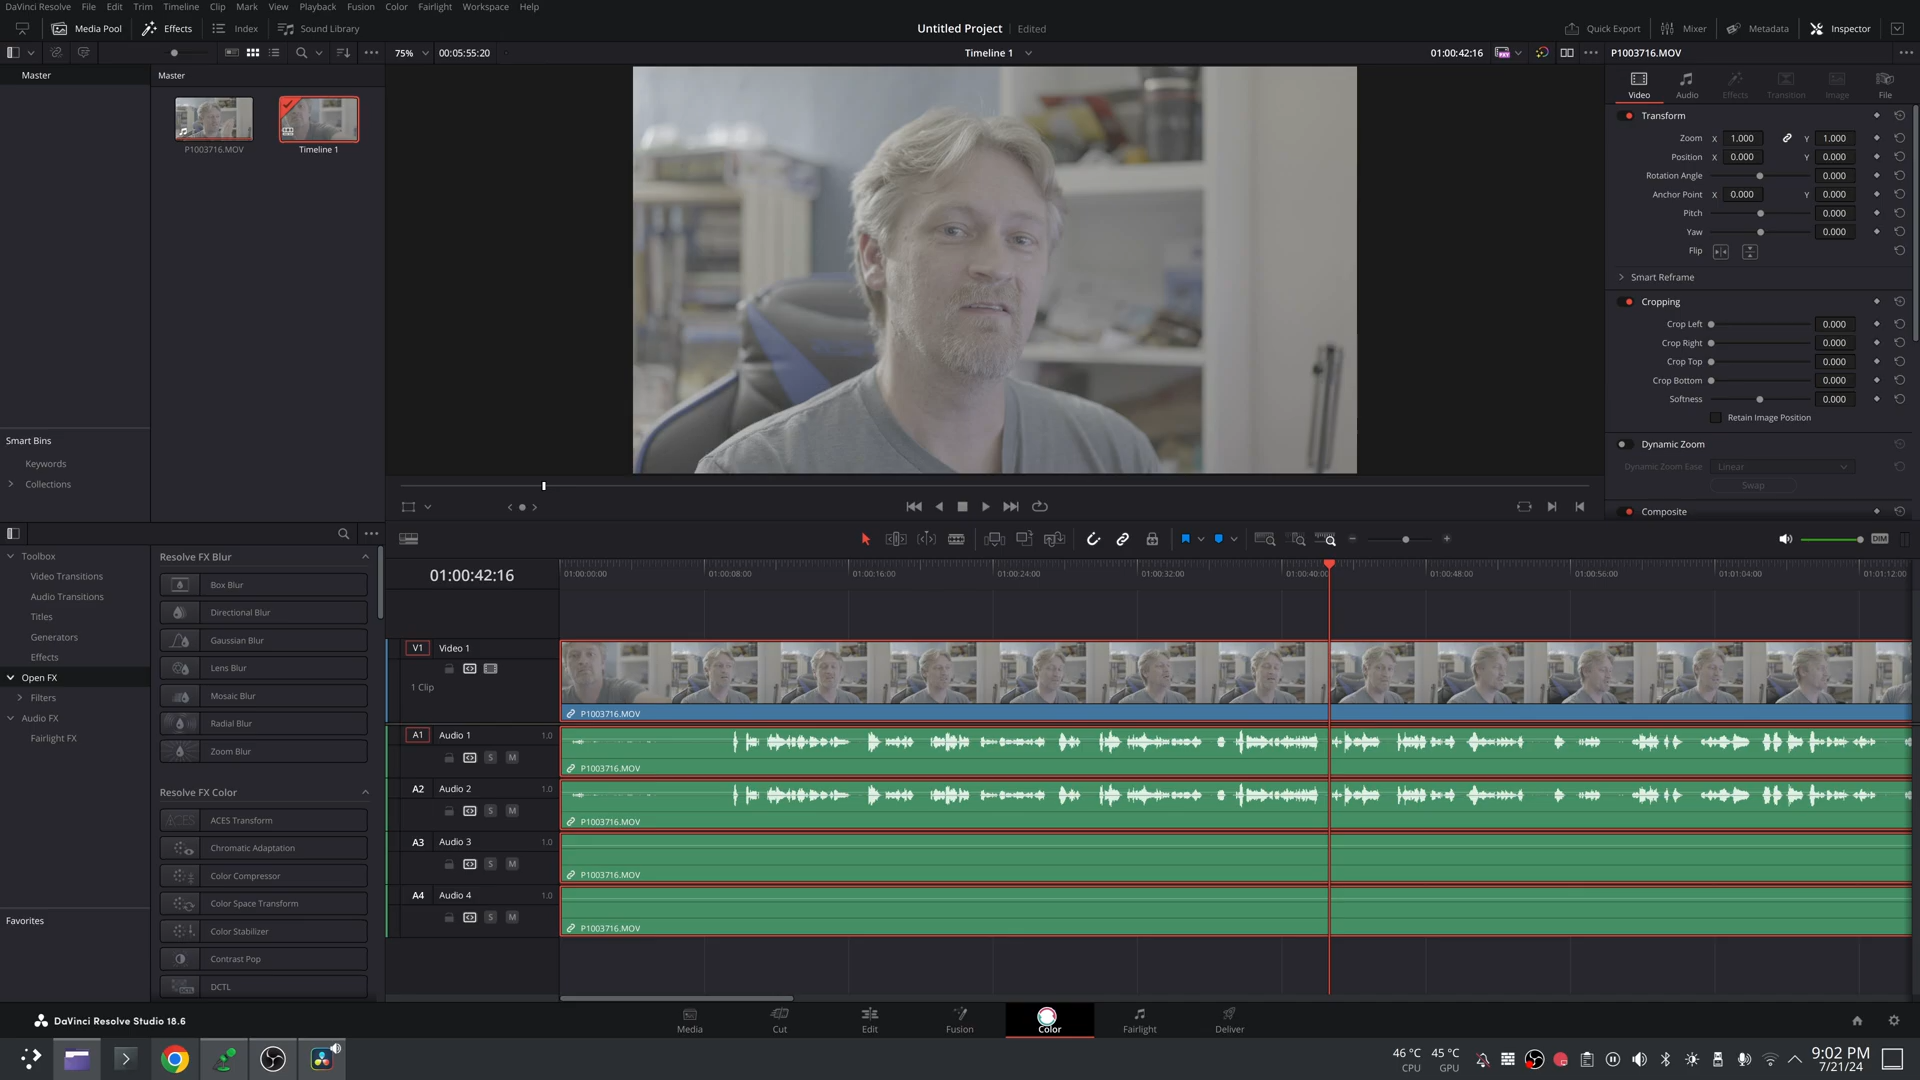 DaVinci Resolve File Edit Trim Timeline Clip Mark View Playback Fusion Color Fairlight Workspace Help
Media Pool Effects Index Sound Library Untitled Project Edited Quick Export Mixer Metadata Inspector
75% 00:05:55:20 Timeline 1 01:00:42:16 P1003716.MOV
Master
Master
P1003716.MOV
Timeline 1
Smart Bins
Keywords
Collections
Video Audio Effects Transition Image File
Transform
Zoom X 1.000 Y 1.000
Position X 0.000 Y 0.000
Rotation Angle 0.000
Anchor Point X 0.000 Y 0.000
Pitch 0.000
Yaw 0.000
Flip
Smart Reframe
Cropping
Crop Left 0.000
Crop Right 0.000
Crop Top 0.000
Crop Bottom 0.000
Softness 0.000
Retain Image Position
Dynamic Zoom
Dynamic Zoom Ease Linear
Swap
Composite
Toolbox
Video Transitions
Audio Transitions
Titles
Generators
Effects
Open FX
Filters
Audio FX
Fairlight FX
Favorites
Resolve FX Blur
Box Blur
Directional Blur
Gaussian Blur
Lens Blur
Mosaic Blur
Radial Blur
Zoom Blur
Resolve FX Color
ACES ACES Transform
Chromatic Adaptation
Color Compressor
Color Space Transform
Color Stabilizer
Contrast Pop
DCTL
DIM
01:00:42:16
01:00:00:00 01:00:08:00 01:00:16:00 01:00:24:00 01:00:32:00 01:00:40:00 01:00:48:00 01:00:56:00 01:01:04:00 01:01:12:00
V1 Video 1
1 Clip
P1003716.MOV
A1 Audio 1 1.0
S M
P1003716.MOV
A2 Audio 2 1.0
S M
P1003716.MOV
A3 Audio 3 1.0
S M
P1003716.MOV
A4 Audio 4 1.0
S M
P1003716.MOV
DaVinci Resolve Studio 18.6
Media Cut Edit Fusion Color Fairlight Deliver
46 °C 45 °C
CPU GPU
9:02 PM
7/21/24